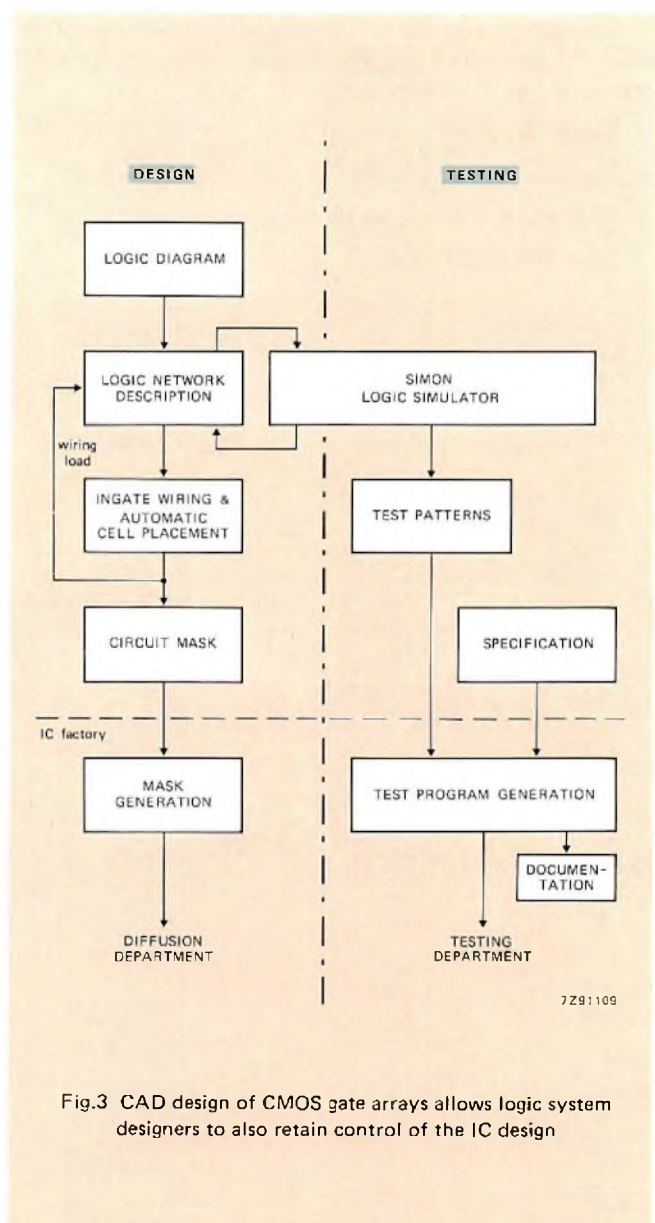 DESIGN
TESTING
LOGIC DIAGRAM
LOGIC NETWORK
DESCRIPTION
SIMON
LOGIC SIMULATOR
wiring
load
INGATE WIRING &
AUTOMATIC
CELL PLACEMENT
TEST PATTERNS
CIRCUIT MASK
SPECIFICATION
IC factory
MASK
GENERATION
TEST PROGRAM GENERATION
DOCUMEN-
TATION
DIFFUSION
DEPARTMENT
TESTING
DEPARTMENT
7Z91109
Fig.3 CAD design of CMOS gate arrays allows logic system
designers to also retain control of the IC design